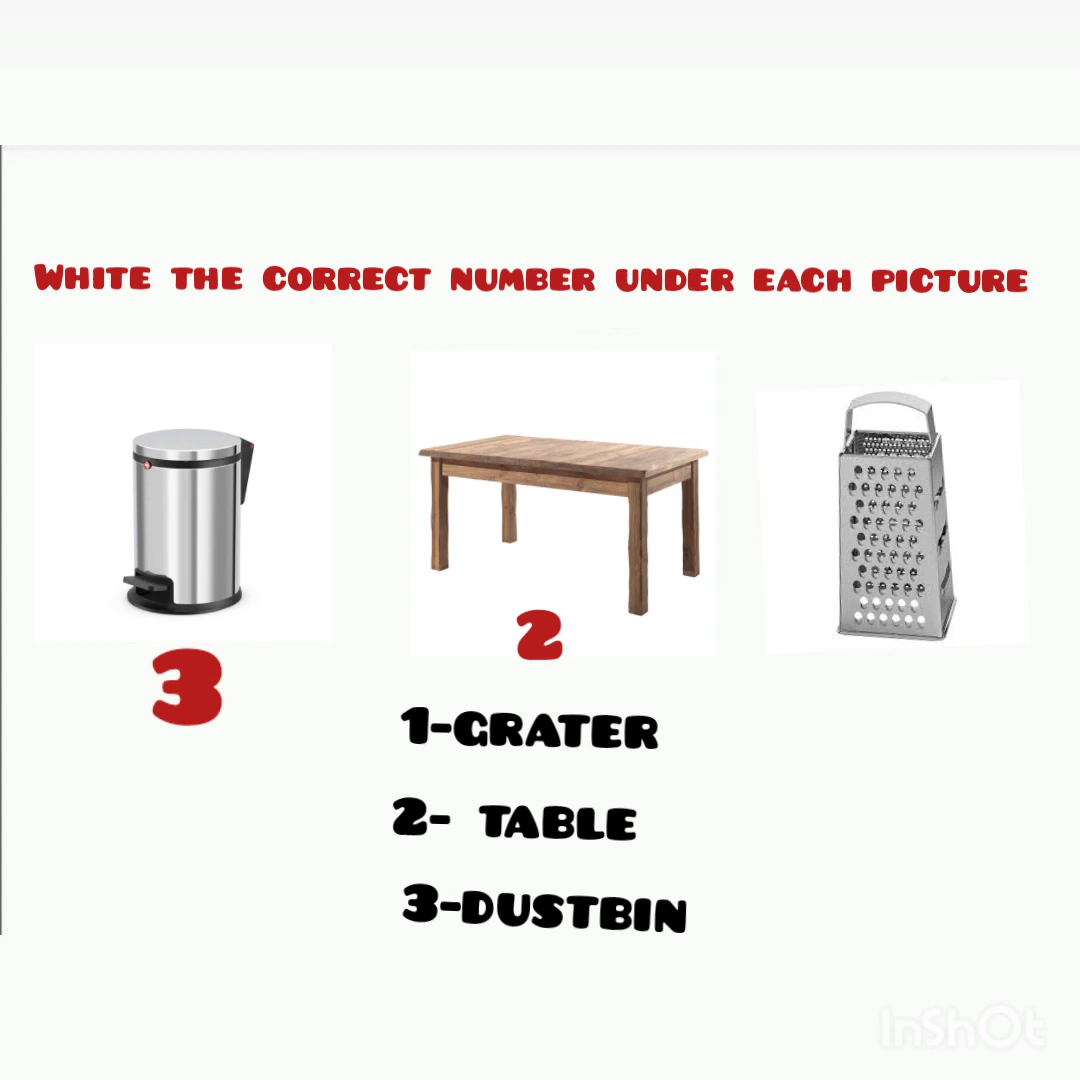 WHITE THE CORRECT NUMBER UNDER EACH PICTURE
3
2
1-GRATER
2- TABLE
3-DUSTBIN
InShOt